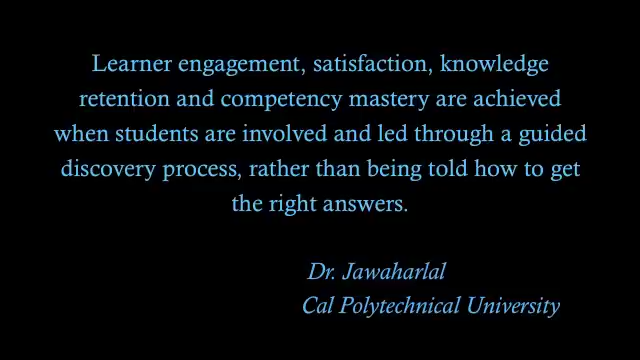 Learner engagement, satisfaction, knowledge
retention and competency mastery are achieved
when students are involved and led through a guided
discovery process, rather than being told how to get
the right answers.
Dr. Jawaharlal
Cal Polytechnical University